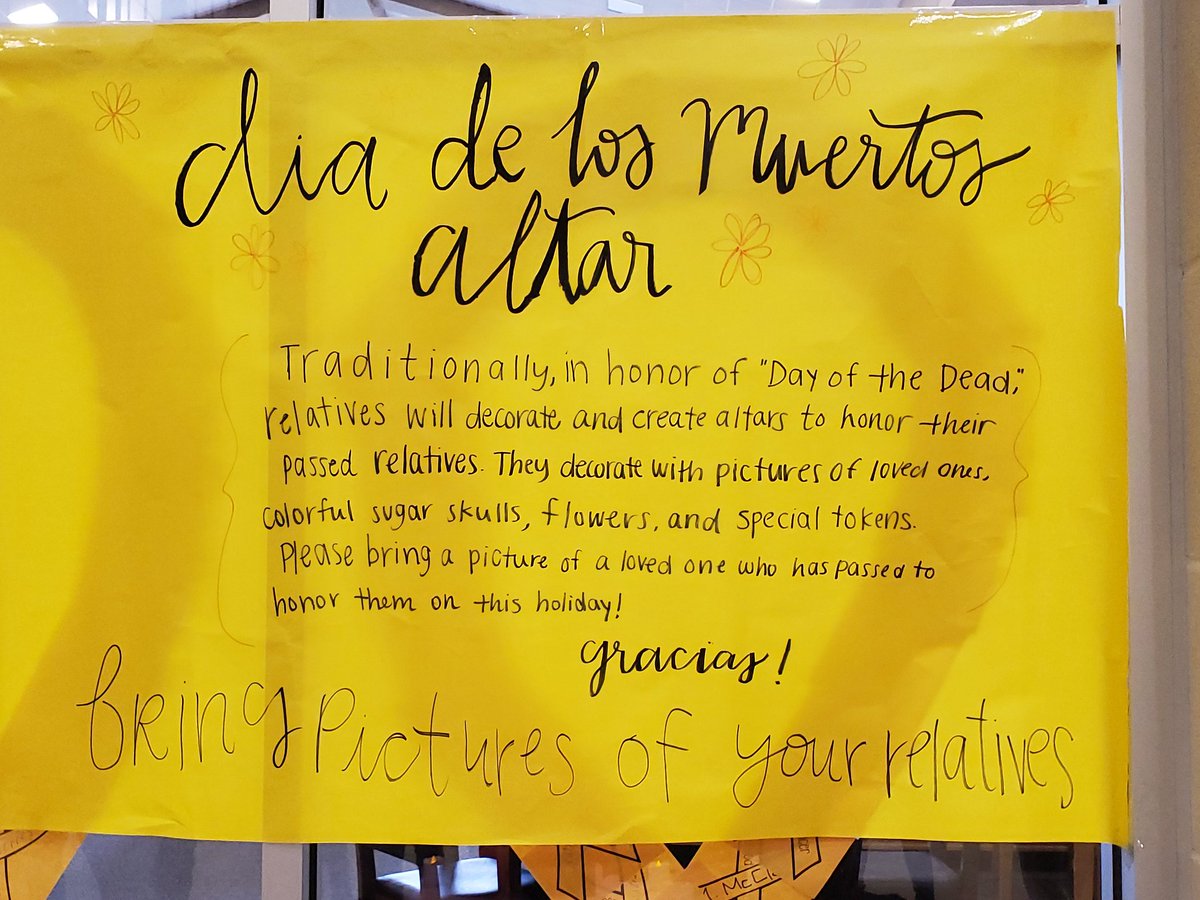 dia de los Muertos
altar
Traditionally, in honor of "Day of the Dead,"
relatives will decorate and create altars to honor their
passed relatives. They decorate with pictures of loved ones,
colorful sugar skulls, flowers, and special tokens.
Please bring a picture of a loved one who has passed to
honor them on this holiday!
gracias!
Bring Pictures of your relatives